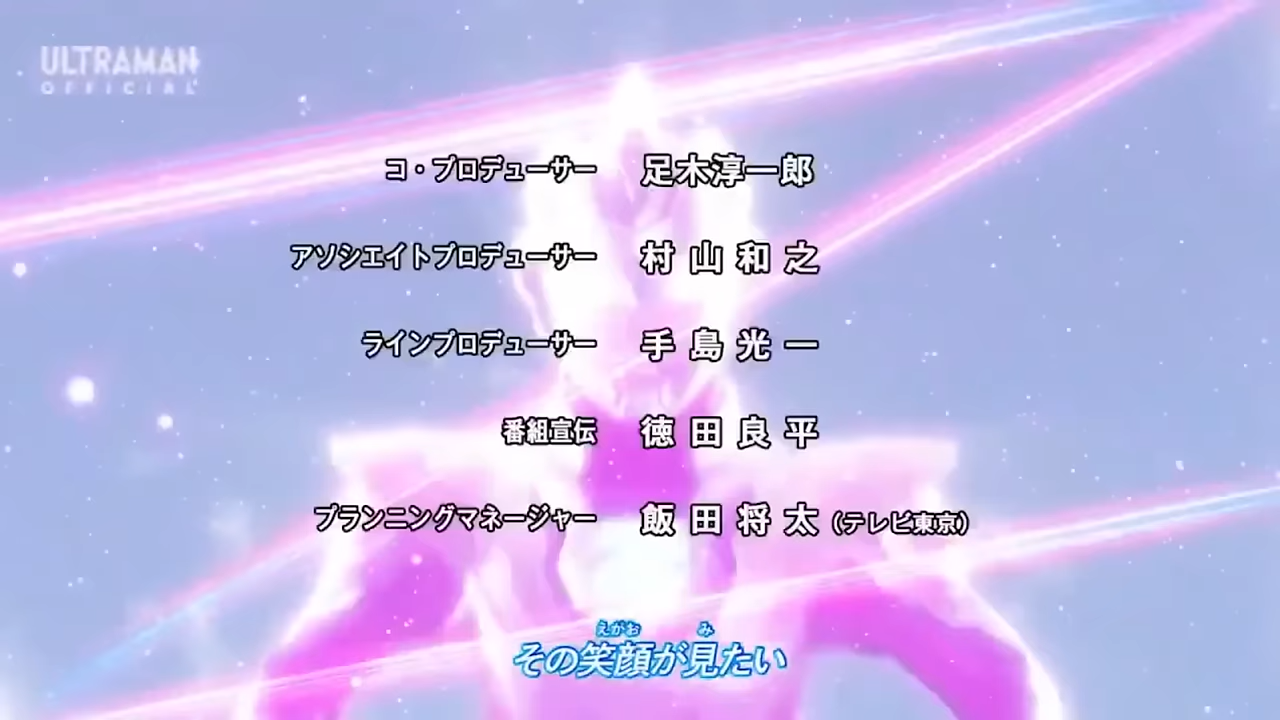 ULTRAMAN
OFFICIAL
コ・プロデューサー 足木淳一郎
アソシエイトプロデューサー 村山和之
ラインプロデューサー 手島光一
番組宣伝 徳田良平
プランニングマネージャー 飯田将太（テレビ東京）
えがお み
その笑顔が見たい